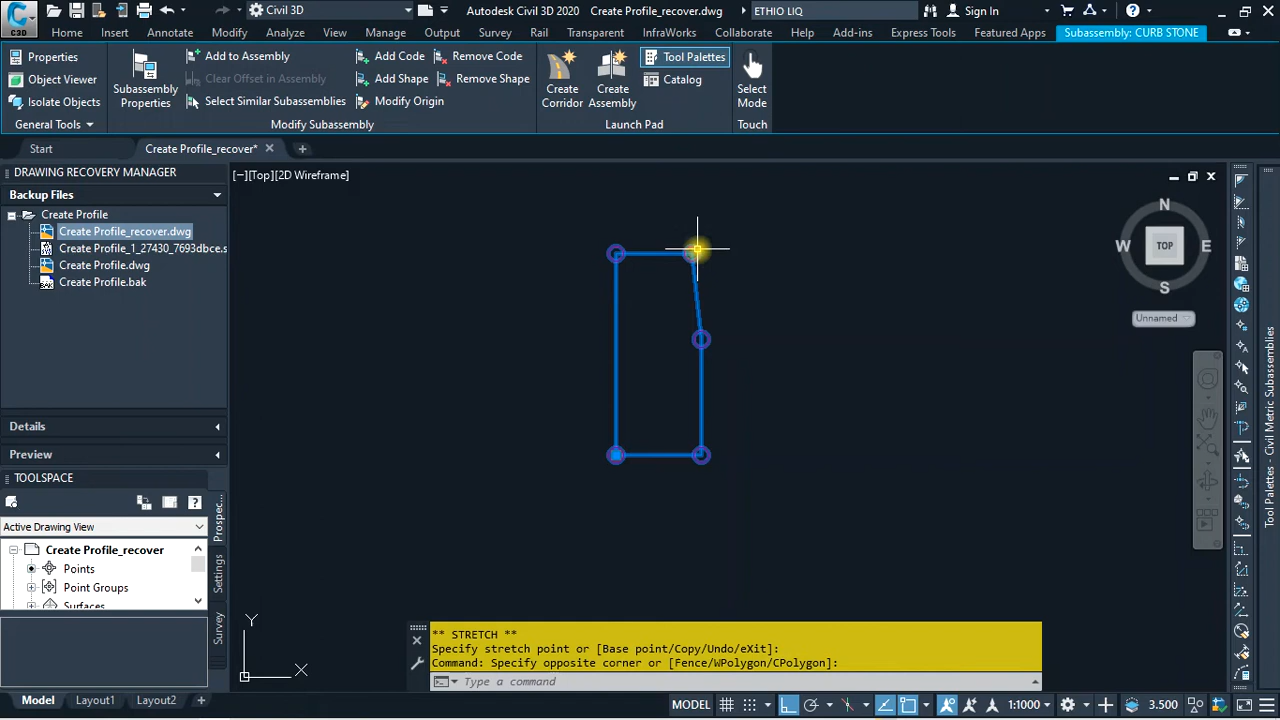 Civil 3D
Autodesk Civil 3D 2020 Create Profile_recover.dwg
ETHIO LIQ
Sign In
C3D
Home Insert Annotate Modify Analyze View Manage Output Survey Rail Transparent InfraWorks Collaborate Help Add-ins Express Tools Featured Apps Subassembly: CURB STONE
Properties
Object Viewer
Isolate Objects
General Tools
Subassembly Properties
Add to Assembly
Clear Offset in Assembly
Select Similar Subassemblies
Add Code
Add Shape
Modify Origin
Remove Code
Remove Shape
Modify Subassembly
Create Corridor
Create Assembly
Tool Palettes
Catalog
Launch Pad
Select Mode
Touch
Start
Create Profile_recover*
DRAWING RECOVERY MANAGER
Backup Files
Create Profile
Create Profile_recover.dwg
Create Profile_1_27430_7693dbce.s
Create Profile.dwg
Create Profile.bak
Details
Preview
TOOLSPACE
Active Drawing View
Create Profile_recover
Points
Point Groups
Surfaces
Prospec...
Settings
Survey
[−][Top][2D Wireframe]
N
W TOP E
S
Unnamed
Tool Palettes - Civil Metric Subassemblies
Y
X
** STRETCH **
Specify stretch point or [Base point/Copy/Undo/eXit]:
Command: Specify opposite corner or [Fence/WPolygon/CPolygon]:
Type a command
Model Layout1 Layout2 +
MODEL
1:1000
3.500